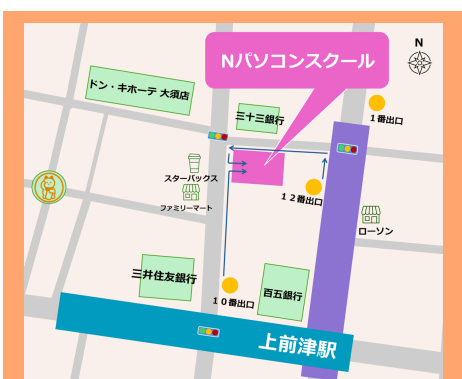 Nパソコンスクール
N
ドン・キホーテ 大須店
三十三銀行
1番出口
スターバックス
ファミリーマート
12番出口
ローソン
三井住友銀行
10番出口
百五銀行
上前津駅